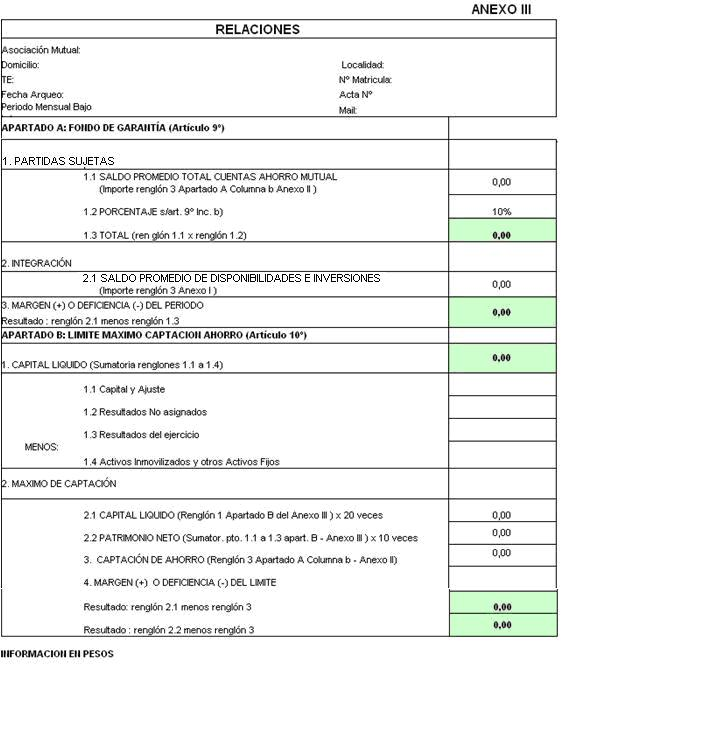 ANEXO III
RELACIONES
Asociación Mutual:
Domicilio: Localidad:
TE: Nº Matricula:
Fecha Arqueo: Acta Nº
Periodo Mensual Bajo
Mail:
APARTADO A: FONDO DE GARANTÍA (Artículo 9º)
1. PARTIDAS SUJETAS
1.1 SALDO PROMEDIO TOTAL CUENTAS AHORRO MUTUAL
(Importe renglón 3 Apartado A Columna b Anexo II ) 0,00
1.2 PORCENTAJE s/art. 9º Inc. b) 10%
1.3 TOTAL (ren glón 1.1 x renglón 1.2) 0,00
2. INTEGRACIÓN
2.1 SALDO PROMEDIO DE DISPONIBILIDADES E INVERSIONES
(Importe renglón 3 Anexo I ) 0,00
3. MARGEN (+) O DEFICIENCIA (-) DEL PERIODO
Resultado : renglón 2.1 menos renglón 1.3 0,00
APARTADO B: LIMITE MAXIMO CAPTACION AHORRO (Artículo 10º)
1. CAPITAL LIQUIDO (Sumatoria renglones 1.1 a 1.4) 0,00
1.1 Capital y Ajuste
1.2 Resultados No asignados
1.3 Resultados del ejercicio
MENOS:
1.4 Activos Inmovilizados y otros Activos Fijos
2. MAXIMO DE CAPTACIÓN
2.1 CAPITAL LIQUIDO (Renglón 1 Apartado B del Anexo III ) x 20 veces 0,00
2.2 PATRIMONIO NETO (Sumator. pto. 1.1 a 1.3 apart. B - Anexo III ) x 10 veces 0,00
3. CAPTACIÓN DE AHORRO (Renglón 3 Apartado A Columna b - Anexo II) 0,00
4. MARGEN (+) O DEFICIENCIA (-) DEL LIMITE
Resultado: renglón 2.1 menos renglón 3 0,00
Resultado : renglón 2.2 menos renglón 3 0,00
INFORMACION EN PESOS